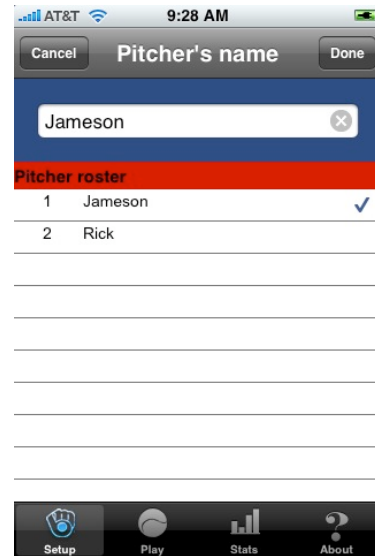 AT&T 9:28 AM
Cancel Pitcher's name Done
Jameson
Pitcher roster
1 Jameson
2 Rick
Setup Play Stats About